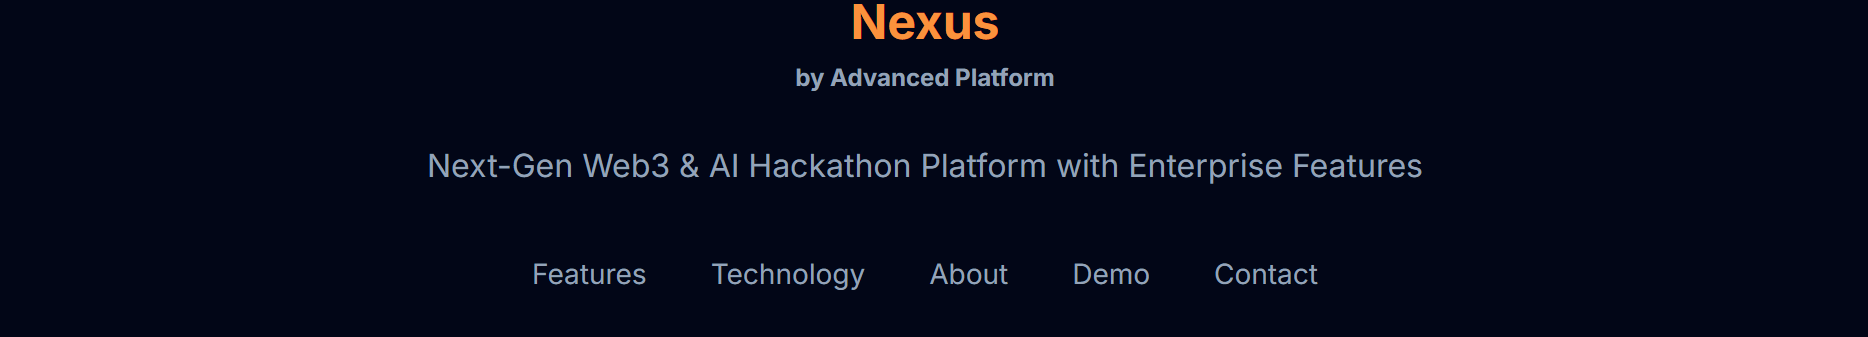 Nexus
by Advanced Platform
Next-Gen Web3 & AI Hackathon Platform with Enterprise Features
Features Technology About Demo Contact